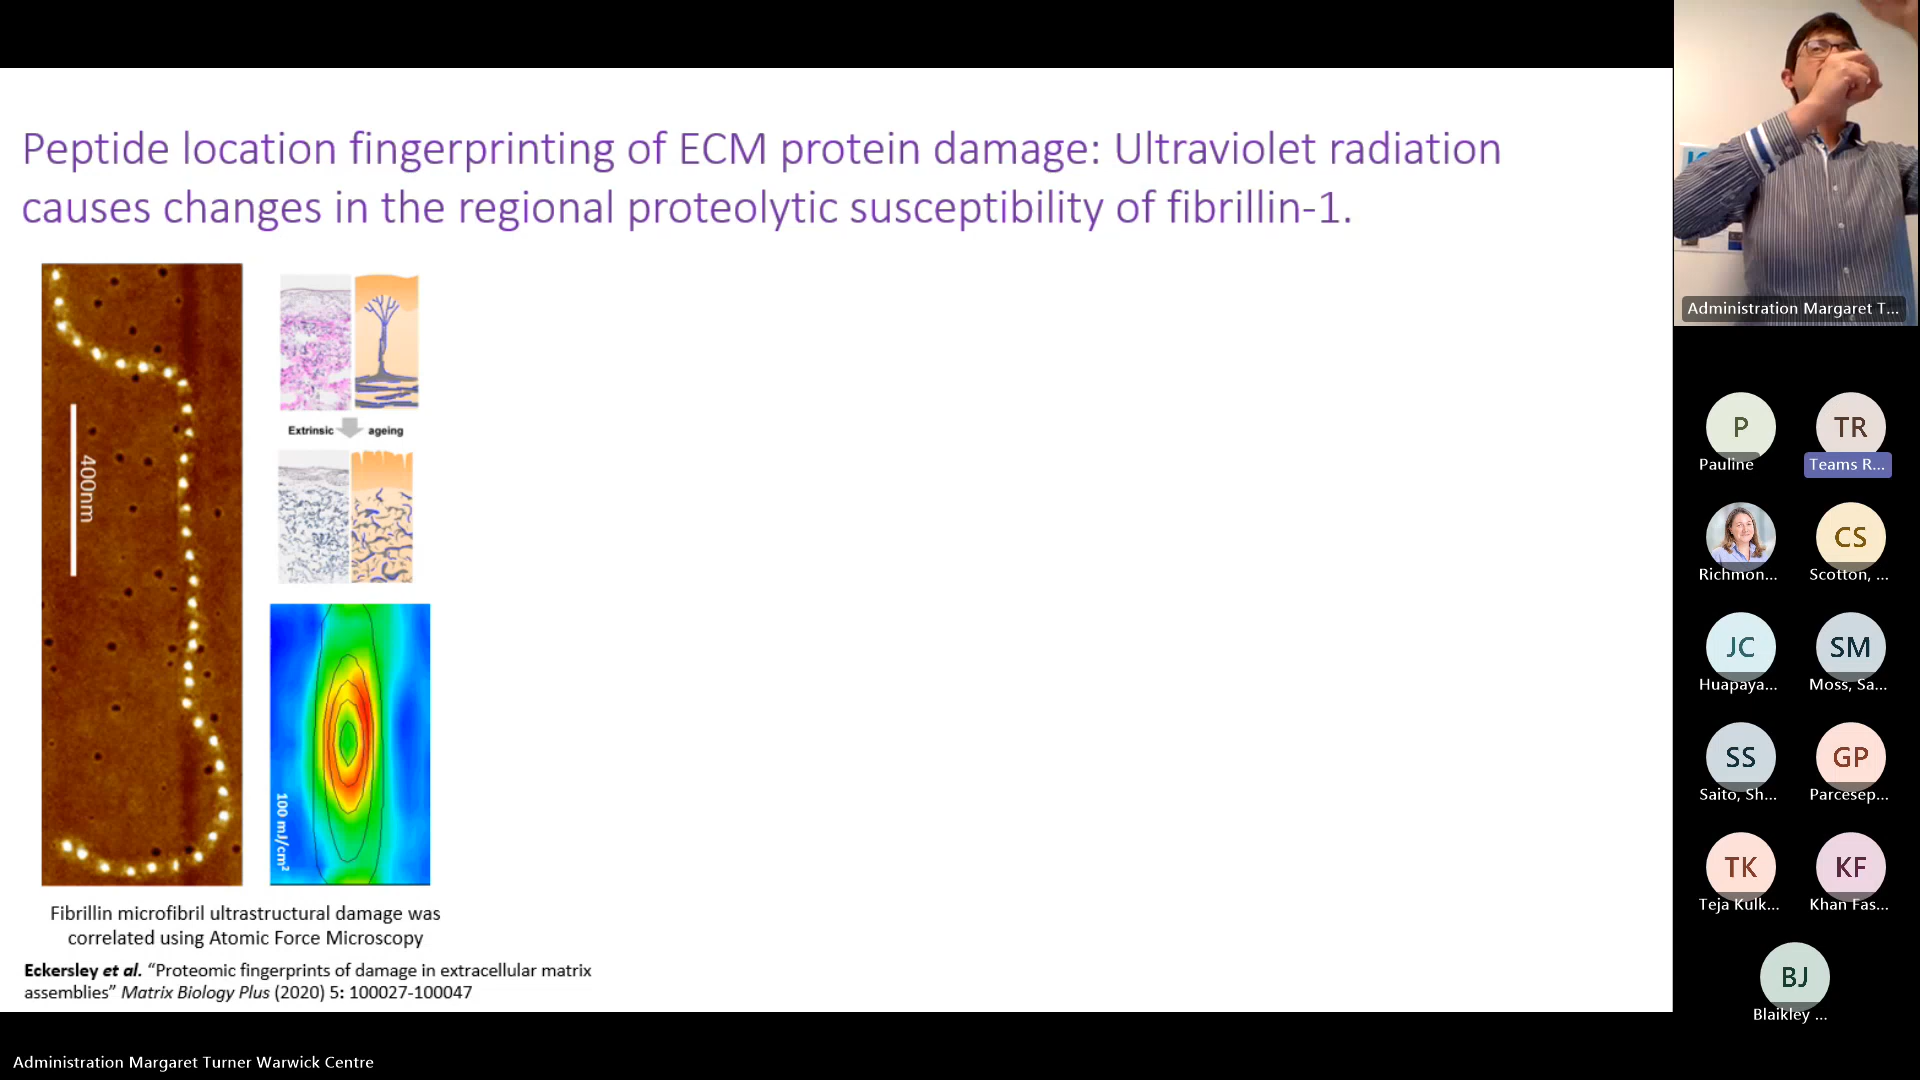 Peptide location fingerprinting of ECM protein damage: Ultraviolet radiation
causes changes in the regional proteolytic susceptibility of fibrillin-1.
400nm
Extrinsic ageing
100 mJ/cm²
Fibrillin microfibril ultrastructural damage was
correlated using Atomic Force Microscopy
Eckersley et al. “Proteomic fingerprints of damage in extracellular matrix
assemblies” Matrix Biology Plus (2020) 5: 100027-100047
Administration Margaret T...
P
Pauline
TR
Teams R...
Richmon...
CS
Scotton, ...
JC
Huapaya...
SM
Moss, Sa...
SS
Saito, Sh...
GP
Parcesep...
TK
Teja Kulk...
KF
Khan Fas...
BJ
Blaikley ...
Administration Margaret Turner Warwick Centre